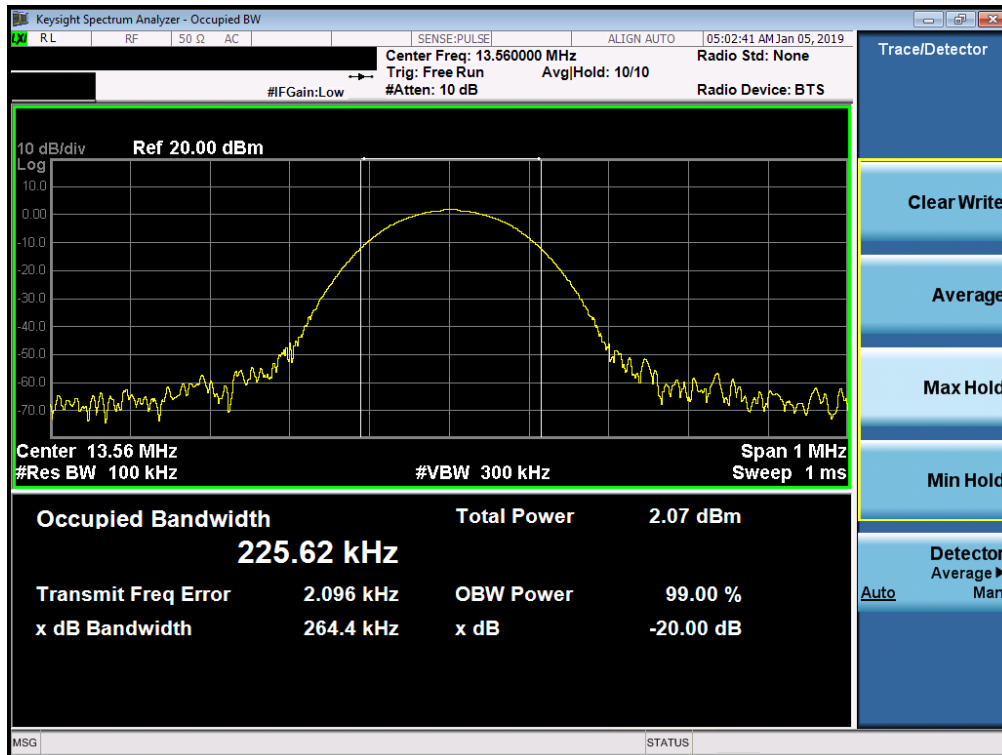 Keysight Spectrum Analyzer - Occupied BW
LXI RL RF 50 Ω AC SENSE:PULSE ALIGN AUTO 05:02:41 AM Jan 05, 2019
Center Freq: 13.560000 MHz Radio Std: None
Trig: Free Run Avg|Hold: 10/10
#IFGain:Low #Atten: 10 dB Radio Device: BTS
Trace/Detector
10 dB/div Ref 20.00 dBm
Log
10.0
0.00
-10.0
-20.0
-30.0
-40.0
-50.0
-60.0
-70.0
Center 13.56 MHz Span 1 MHz
#Res BW 100 kHz #VBW 300 kHz Sweep 1 ms
Occupied Bandwidth Total Power 2.07 dBm
225.62 kHz
Transmit Freq Error 2.096 kHz OBW Power 99.00 %
x dB Bandwidth 264.4 kHz x dB -20.00 dB
Clear Write
Average
Max Hold
Min Hold
Detector
Average▶
Auto Man
MSG STATUS